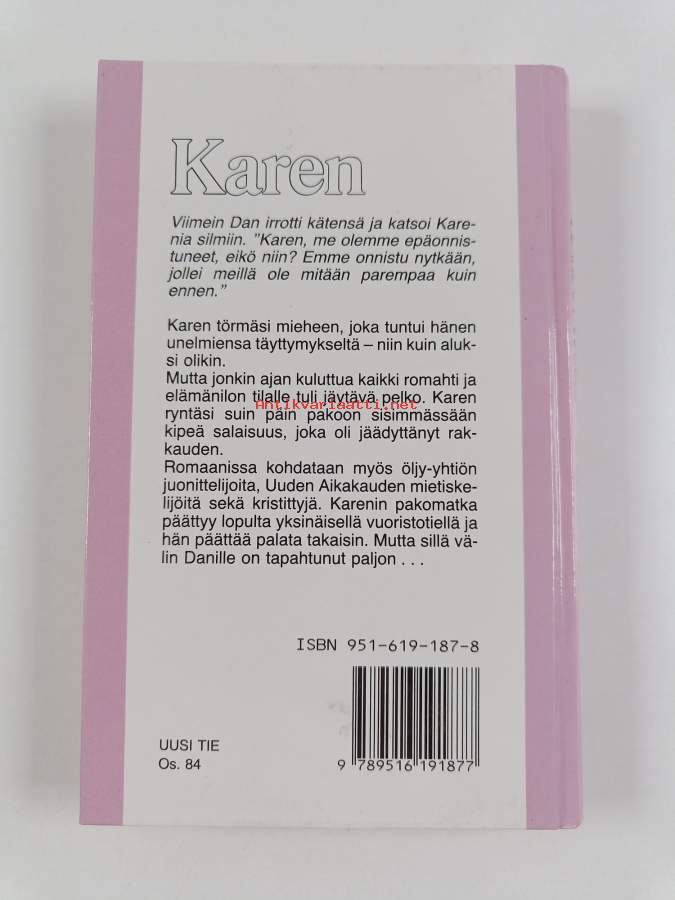 Karen
Viimein Dan irrotti kätensä ja katsoi Kare-
nia silmiin. ”Karen, me olemme epäonnis-
tuneet, eikö niin? Emme onnistu nytkään,
jollei meillä ole mitään parempaa kuin
ennen.”
Karen törmäsi mieheen, joka tuntui hänen
unelmiensa täyttymykseltä – niin kuin aluk-
si olikin.
Mutta jonkin ajan kuluttua kaikki romahti ja
elämänilon tilalle tuli jäytävä pelko. Karen
Antikvariaatti.net
ryntäsi suin päin pakoon sisimmässään
kipeä salaisuus, joka oli jäädyttänyt rak-
kauden.
Romaanissa kohdataan myös öljy-yhtiön
juonittelijoita, Uuden Aikakauden mietiske-
lijöitä sekä kristittyjä. Karenin pakomatka
päättyy lopulta yksinäisellä vuoristotiellä ja
hän päättää palata takaisin. Mutta sillä vä-
lin Danille on tapahtunut paljon . . .
ISBN 951-619-187-8
UUSI TIE
Os. 84
9 789516 191877